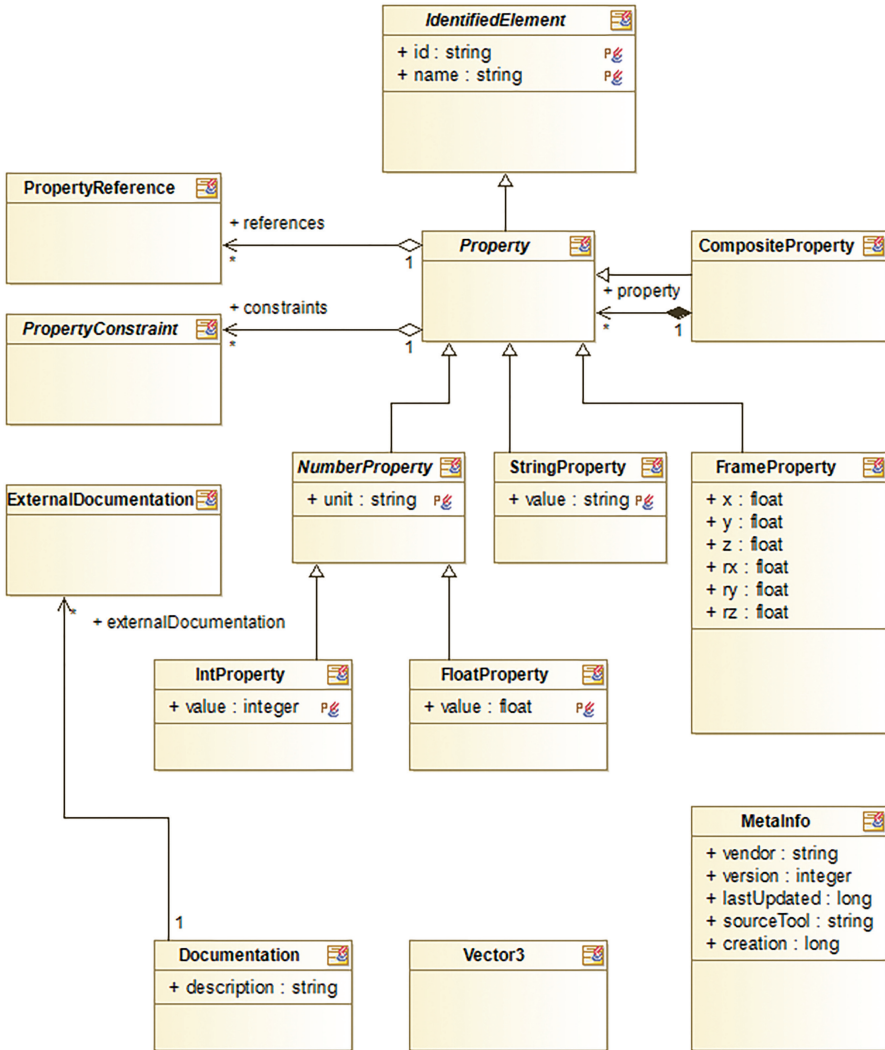 IdentifiedElement
+ id : string
+ name : string
PropertyReference
+ references
*
1
Property
CompositeProperty
+ property
*
1
PropertyConstraint
+ constraints
*
1
NumberProperty
+ unit : string
StringProperty
+ value : string
FrameProperty
+ x : float
+ y : float
+ z : float
+ rx : float
+ ry : float
+ rz : float
ExternalDocumentation
*
+ externalDocumentation
IntProperty
+ value : integer
FloatProperty
+ value : float
MetaInfo
+ vendor : string
+ version : integer
+ lastUpdated : long
+ sourceTool : string
+ creation : long
1
Documentation
+ description : string
Vector3